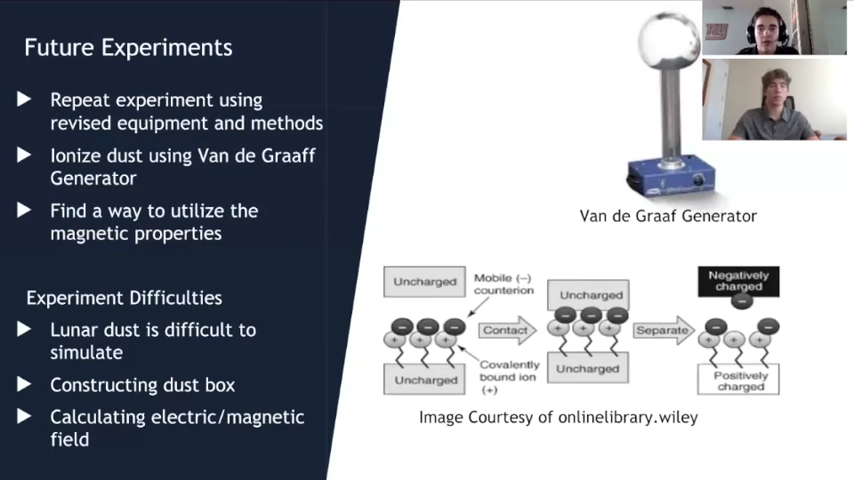 Future Experiments
Repeat experiment using
revised equipment and methods
Ionize dust using Van de Graaff
Generator
Find a way to utilize the
magnetic properties
Experiment Difficulties
Lunar dust is difficult to
simulate
Constructing dust box
Calculating electric/magnetic
field
Van de Graaf Generator
Uncharged
Mobile (−)
counterion
Uncharged
Negatively
charged
Contact
Separate
Covalently
bound ion
(+)
Uncharged
Uncharged
Positively
charged
Image Courtesy of onlinelibrary.wiley